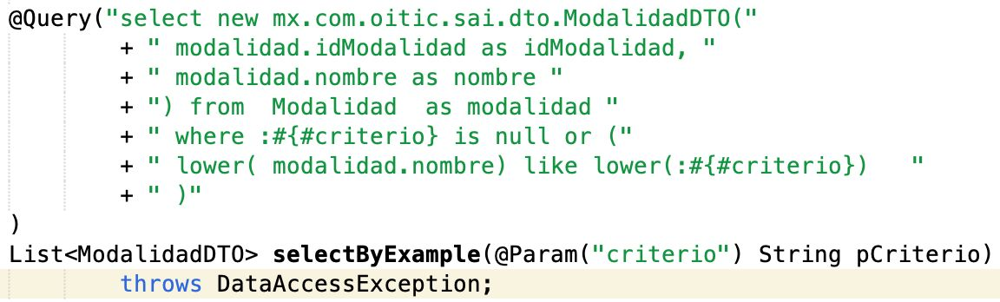 @Query("select new mx.com.oitic.sai.dto.ModalidadDTO("
+ " modalidad.idModalidad as idModalidad, "
+ " modalidad.nombre as nombre "
+ ") from  Modalidad  as modalidad "
+ " where :#{#criterio} is null or ("
+ " lower( modalidad.nombre) like lower(:#{#criterio})   "
+ " )"
)
List<ModalidadDTO> selectByExample(@Param("criterio") String pCriterio)
throws DataAccessException;